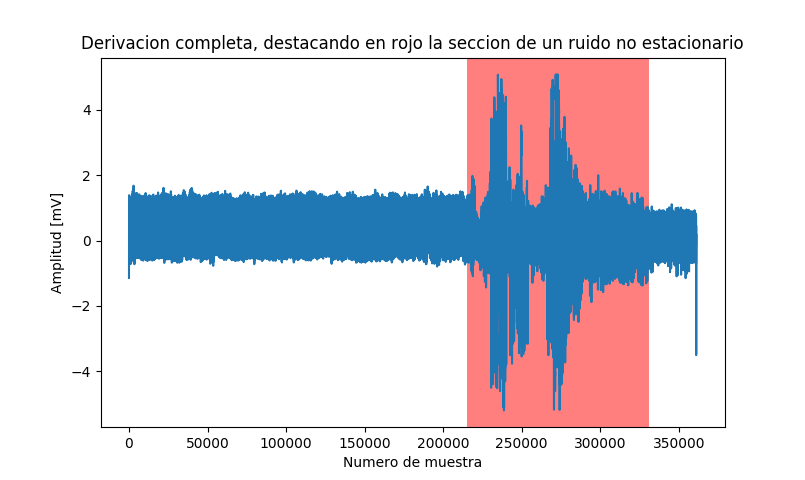 Derivacion completa, destacando en rojo la seccion de un ruido no estacionario
4
2
0
−2
−4
Amplitud [mV]
0 50000 100000 150000 200000 250000 300000 350000
Numero de muestra